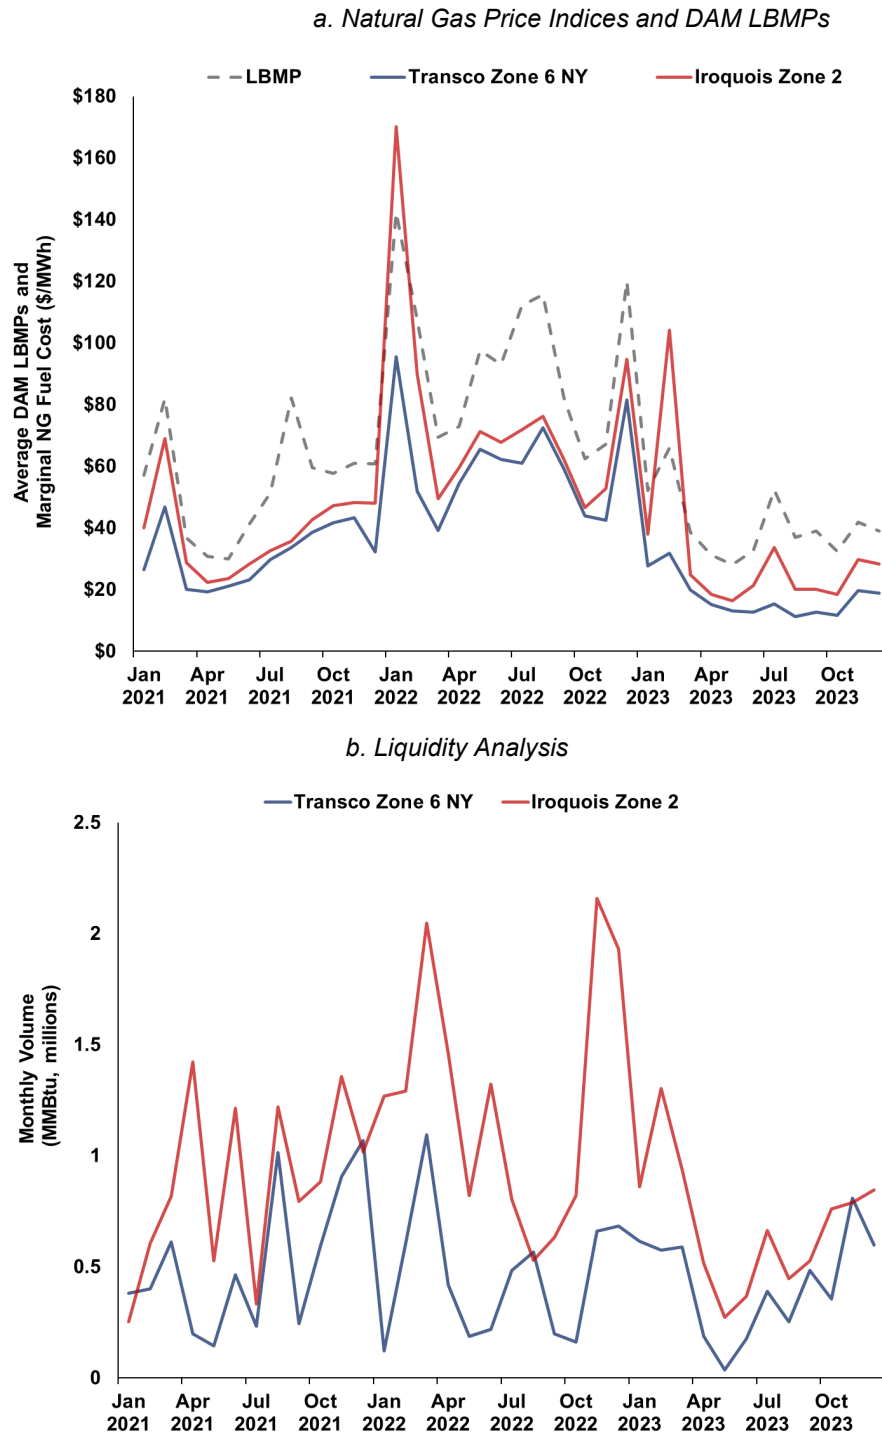 a. Natural Gas Price Indices and DAM LBMPs
LBMP Transco Zone 6 NY Iroquois Zone 2
Average DAM LBMPs and
Marginal NG Fuel Cost ($/MWh)
$180
$160
$140
$120
$100
$80
$60
$40
$20
$0
Jan Apr Jul Oct Jan Apr Jul Oct Jan Apr Jul Oct
2021 2021 2021 2021 2022 2022 2022 2022 2023 2023 2023 2023
b. Liquidity Analysis
Transco Zone 6 NY Iroquois Zone 2
Monthly Volume
(MMBtu, millions)
2.5
2
1.5
1
0.5
0
Jan Apr Jul Oct Jan Apr Jul Oct Jan Apr Jul Oct
2021 2021 2021 2021 2022 2022 2022 2022 2023 2023 2023 2023